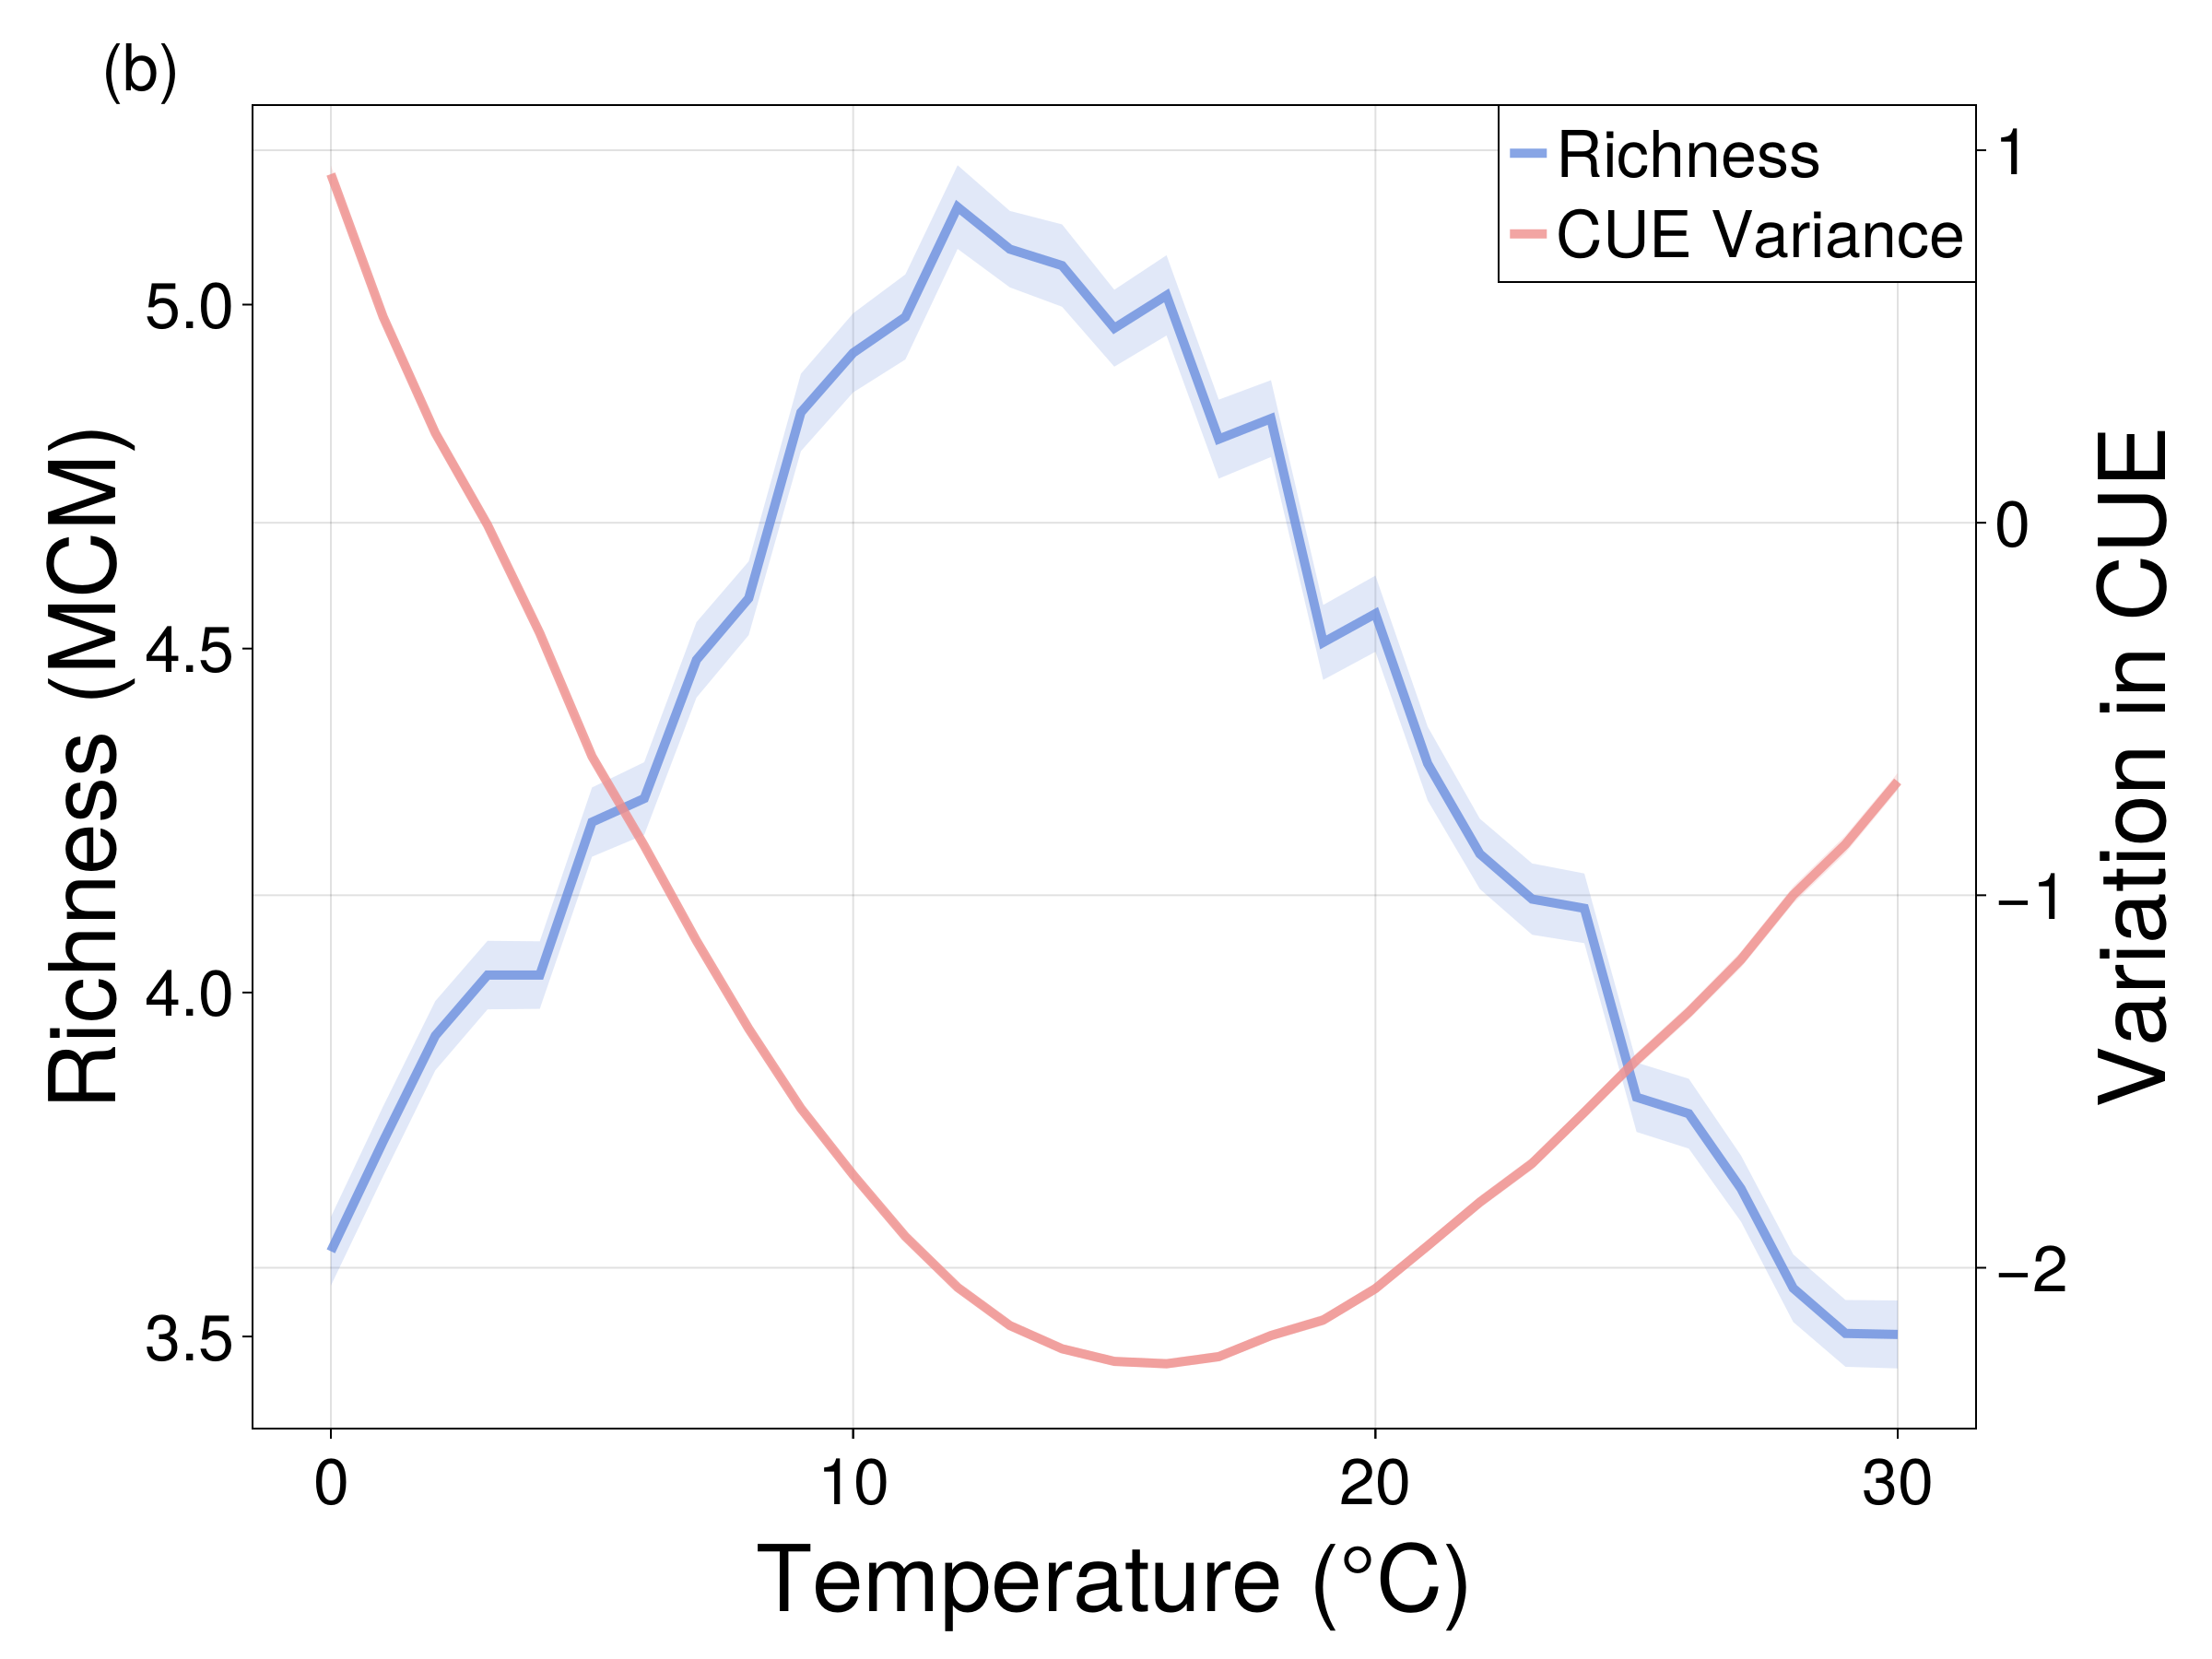 (b)
Richness
CUE Variance
Richness (MCM)
5.0
4.5
4.0
3.5
1
0
−1
−2
Variation in CUE
0
10
20
30
Temperature (°C)